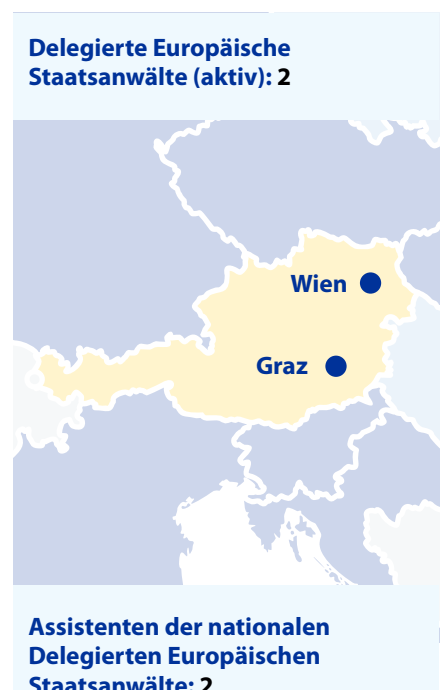 Delegierte Europäische
Staatsanwälte (aktiv): 2
Wien
Graz
Assistenten der nationalen
Delegierten Europäischen
Staatsanwälte: 2